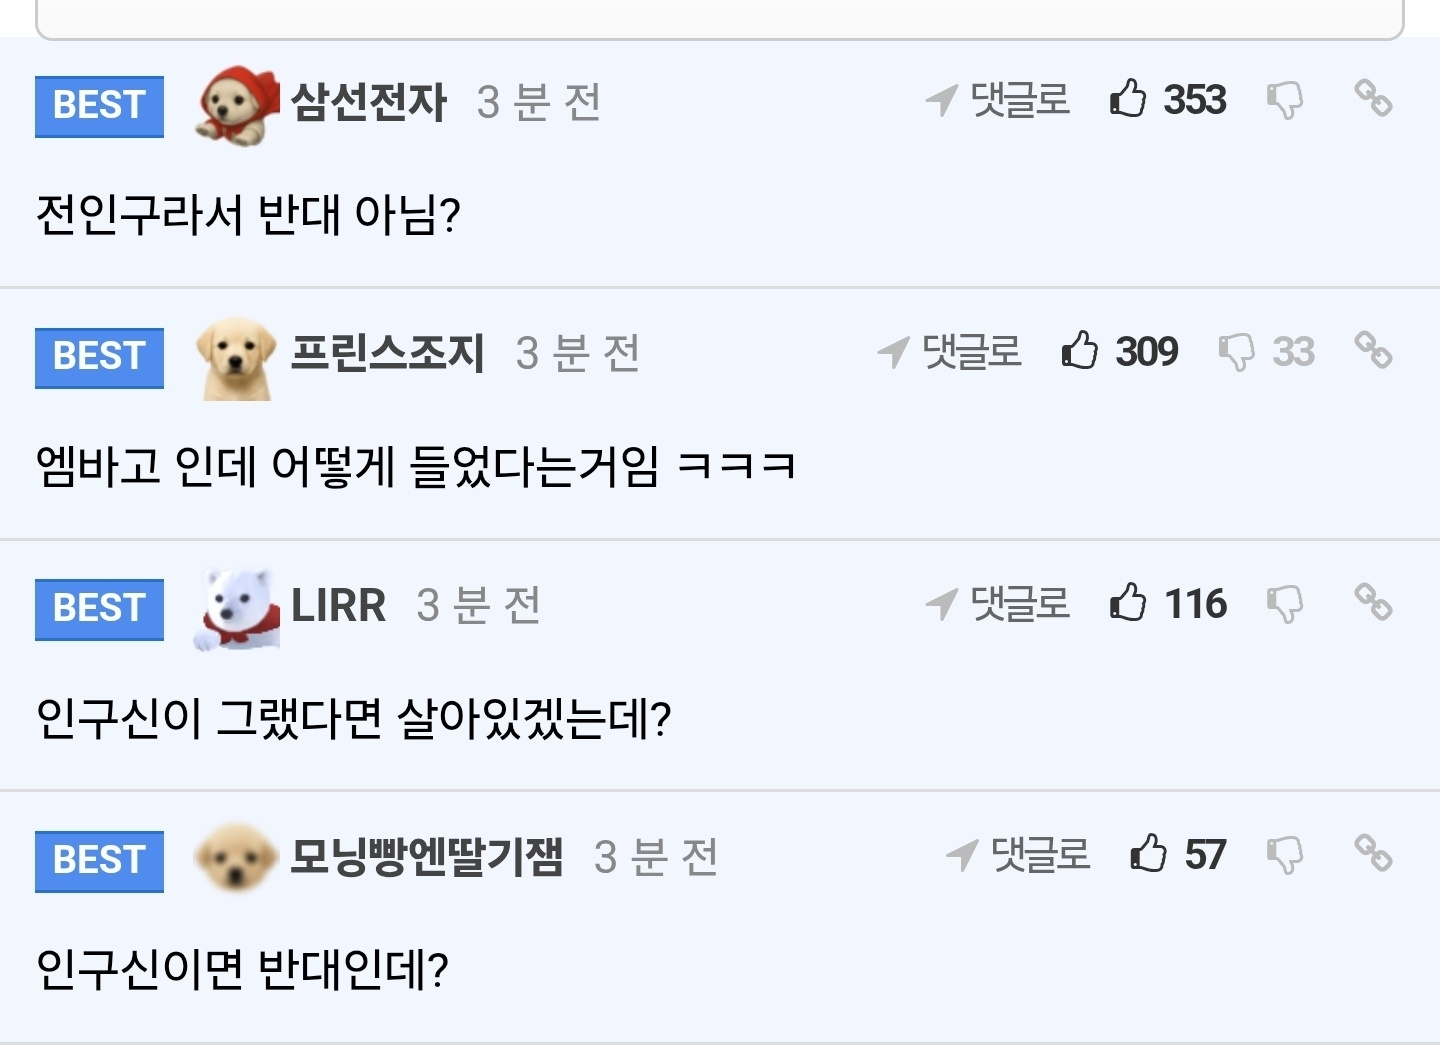 BEST 삼선전자 3 분 전 댓글로 353
전인구라서 반대 아님?
BEST 프린스조지 3 분 전 댓글로 309 33
엠바고 인데 어떻게 들었다는거임 ㅋㅋㅋ
BEST LIRR 3 분 전 댓글로 116
인구신이 그랬다면 살아있겠는데?
BEST 모닝빵엔딸기잼 3 분 전 댓글로 57
인구신이면 반대인데?